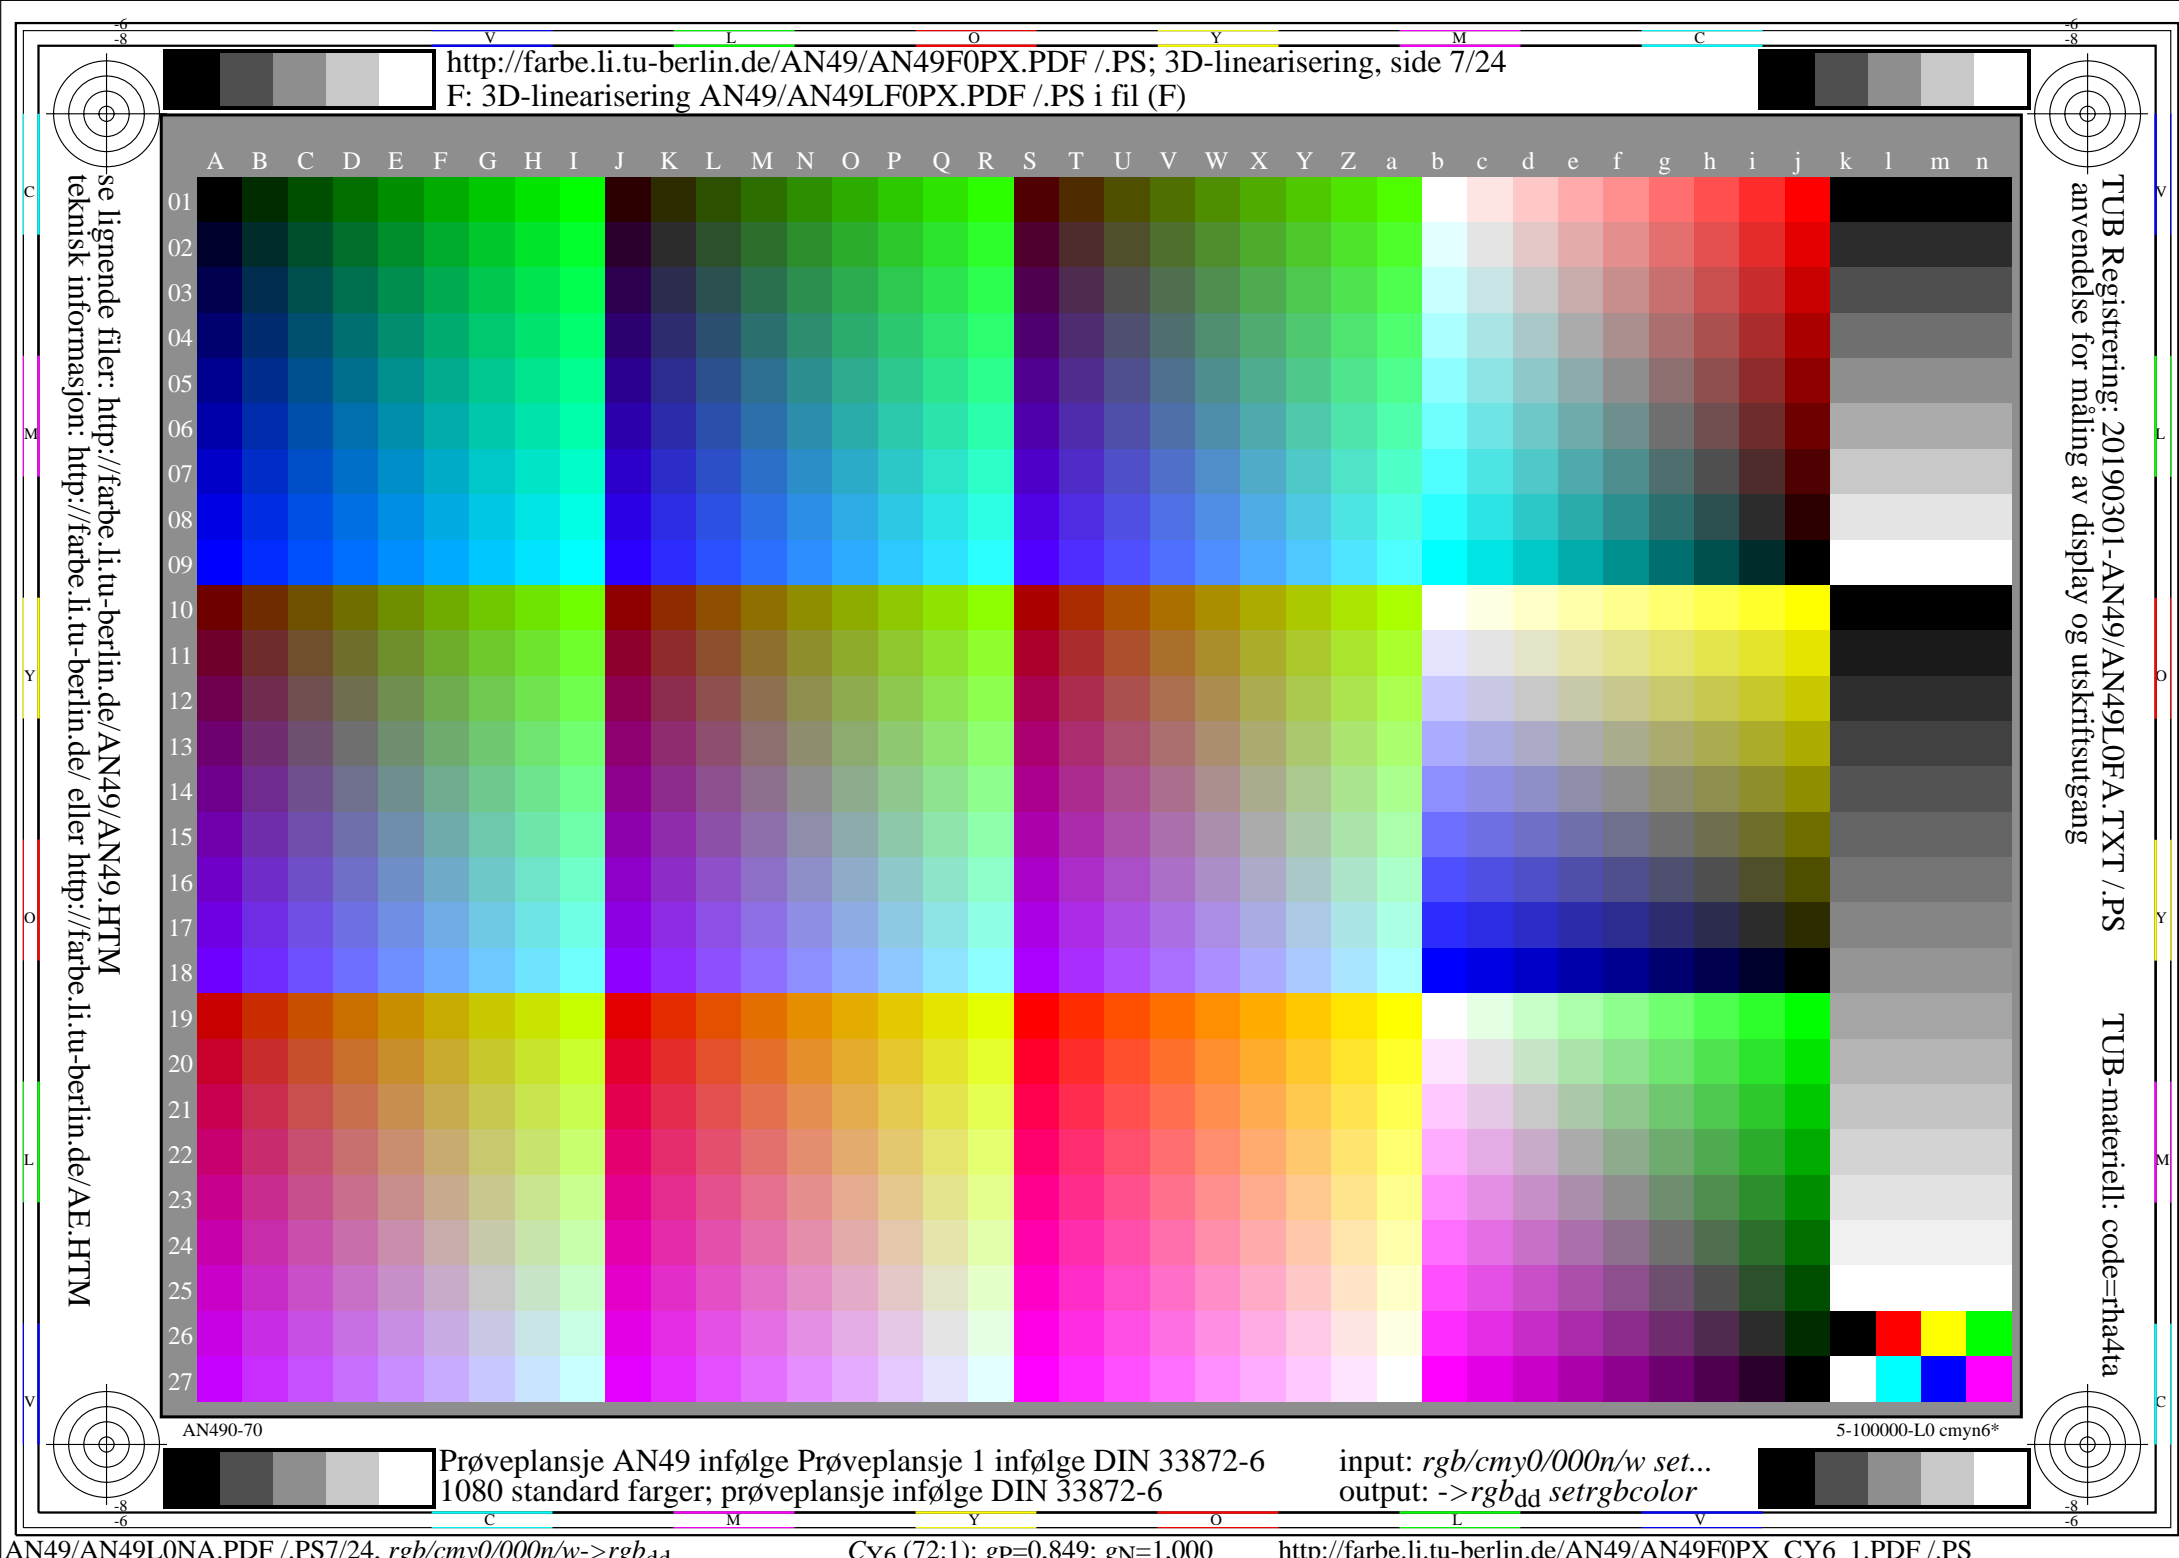 -6
-8
V L O Y M C
-6
-8
http://farbe.li.tu-berlin.de/AN49/AN49F0PX.PDF /.PS; 3D-linearisering, side 7/24
F: 3D-linearisering AN49/AN49LF0PX.PDF /.PS i fil (F)
A B C D E F G H I J K L M N O P Q R S T U V W X Y Z a b c d e f g h i j k l m n
01
02
03
04
05
06
07
08
09
10
11
12
13
14
15
16
17
18
19
20
21
22
23
24
25
26
27
C
M
Y
O
L
V
se lignende filer: http://farbe.li.tu-berlin.de/AN49/AN49.HTM
teknisk informasjon: http://farbe.li.tu-berlin.de/ eller http://farbe.li.tu-berlin.de/AE.HTM
TUB Registrering: 20190301-AN49/AN49L0FA.TXT /.PS TUB-materiell: code=rha4ta
anvendelse for måling av display og utskriftsutgang
V
L
O
Y
M
C
AN490-70
5-100000-L0 cmyn6*
Prøveplansje AN49 infølge Prøveplansje 1 infølge DIN 33872-6
1080 standard farger; prøveplansje infølge DIN 33872-6
input: rgb/cmy0/000n/w set...
output: ->rgbdd setrgbcolor
-8
-6
C M Y O L V
-8
-6
AN49/AN49L0NA.PDF /.PS7/24, rgb/cmy0/000n/w->rgbdd
CY6 (72:1); gP=0.849; gN=1.000
http://farbe.li.tu-berlin.de/AN49/AN49F0PX_CY6_1.PDF /.PS